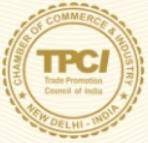 CHAMBER OF COMMERCE & INDUSTRY
TPCI
Trade Promotion
Council of India
NEW DELHI - INDIA